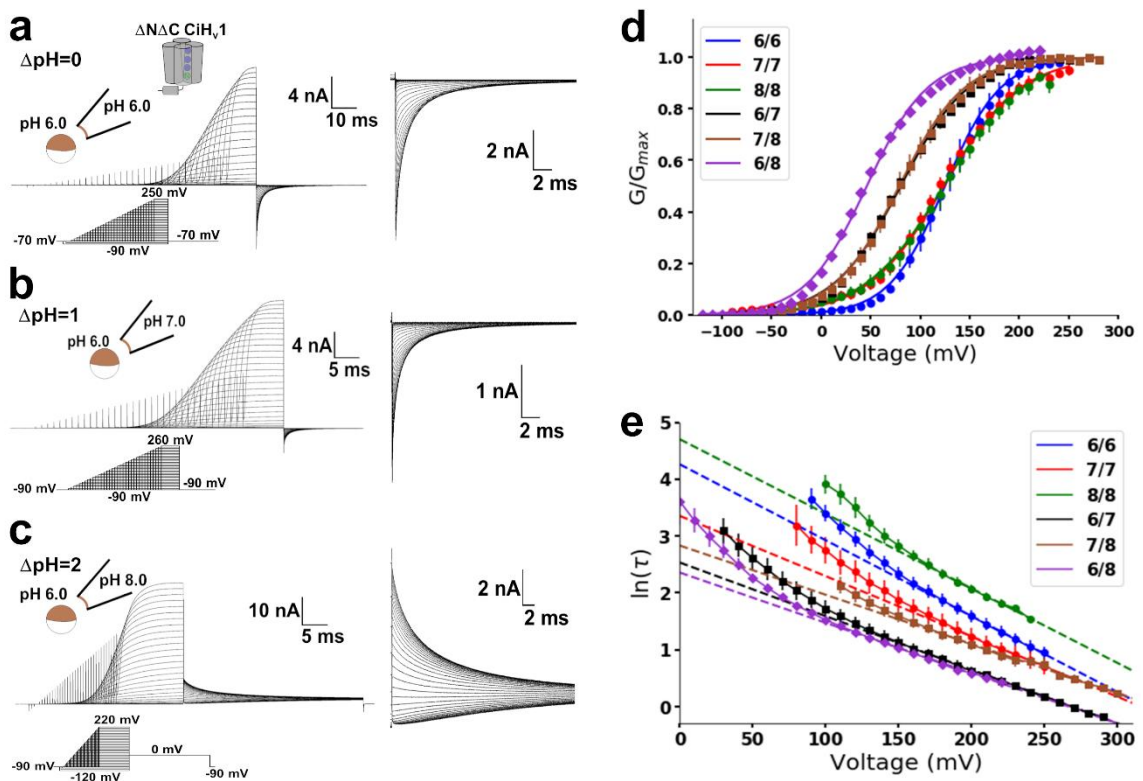 a
ΔNΔC CiHv1
ΔpH=0
pH 6.0
pH 6.0
4 nA
10 ms
2 nA
2 ms
250 mV
-70 mV
-70 mV
-90 mV
b
ΔpH=1
pH 7.0
pH 6.0
4 nA
5 ms
1 nA
2 ms
260 mV
-90 mV
-90 mV
-90 mV
c
ΔpH=2
pH 8.0
pH 6.0
10 nA
5 ms
2 nA
2 ms
220 mV
0 mV
-90 mV
-90 mV
-120 mV
d
6/6
7/7
8/8
6/7
7/8
6/8
G/Gmax
1.0
0.8
0.6
0.4
0.2
0.0
−100 −50 0 50 100 150 200 250 300
Voltage (mV)
e
6/6
7/7
8/8
6/7
7/8
6/8
ln(τ)
5
4
3
2
1
0
0 50 100 150 200 250 300
Voltage (mV)